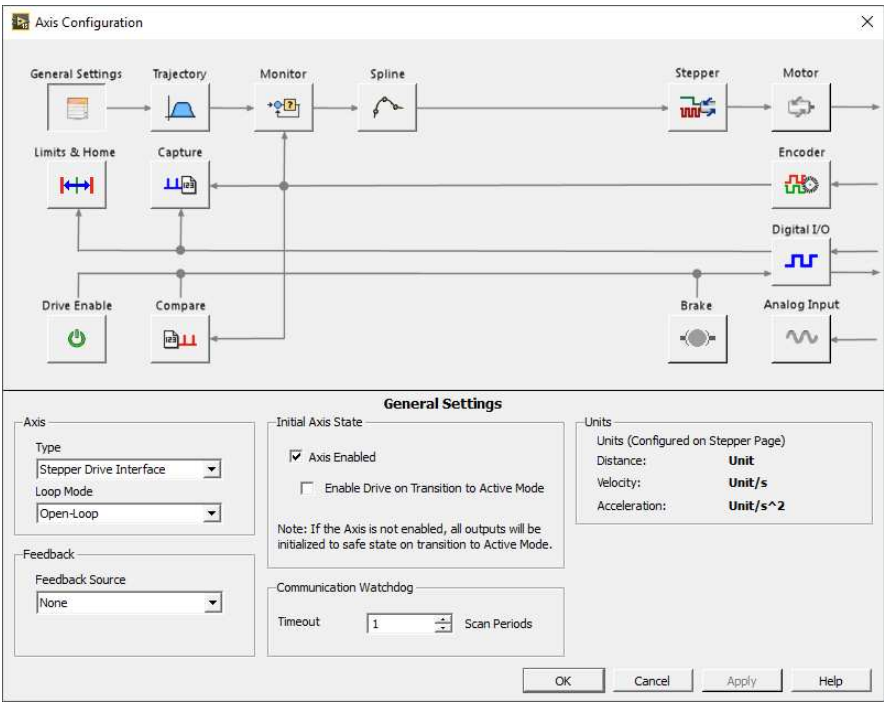 Axis Configuration
General Settings
Trajectory
Monitor
Spline
Stepper
Motor
Limits & Home
Capture
Encoder
Digital I/O
Drive Enable
Compare
Brake
Analog Input
General Settings
Axis
Type
Stepper Drive Interface
Loop Mode
Open-Loop
Feedback
Feedback Source
None
Initial Axis State
Axis Enabled
Enable Drive on Transition to Active Mode
Note: If the Axis is not enabled, all outputs will be
initialized to safe state on transition to Active Mode.
Communication Watchdog
Timeout 1 Scan Periods
Units
Units (Configured on Stepper Page)
Distance: Unit
Velocity: Unit/s
Acceleration: Unit/s^2
OK
Cancel
Apply
Help